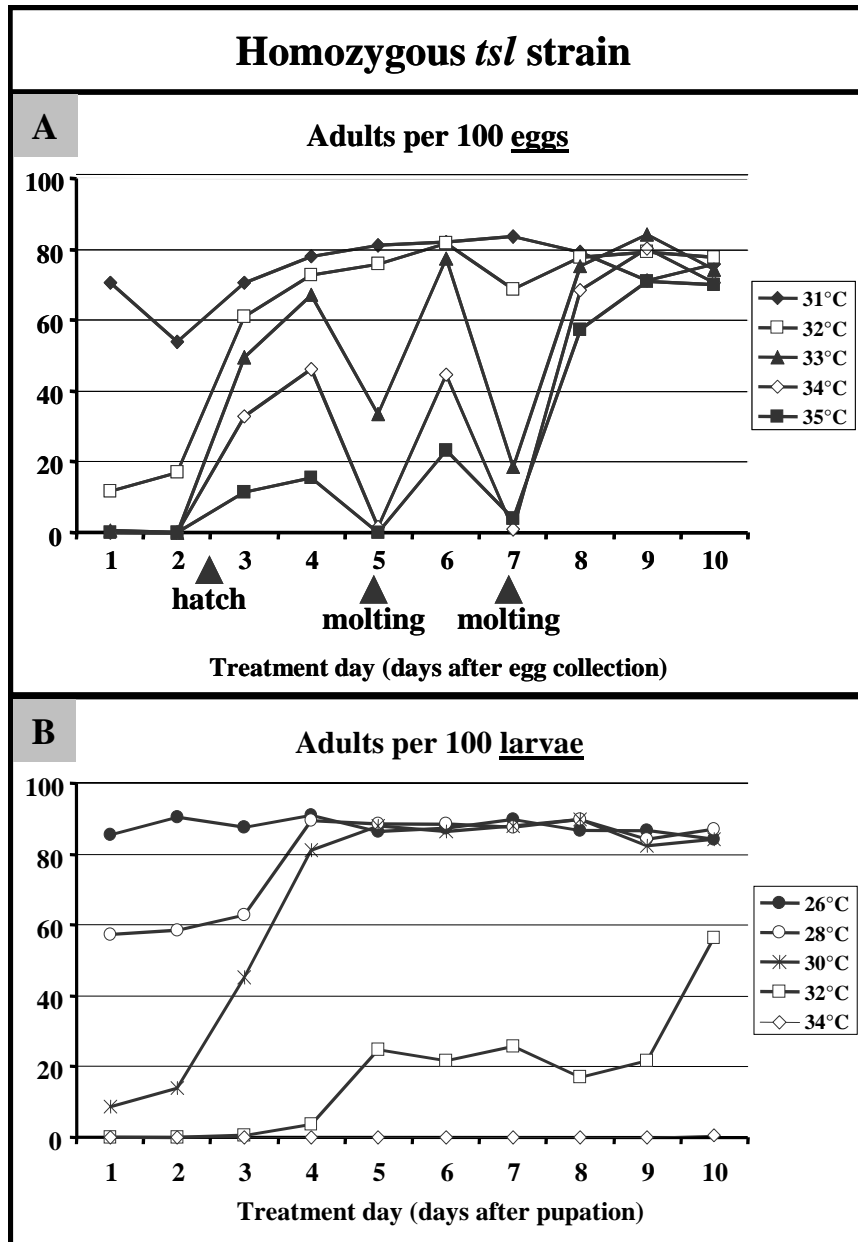 Homozygous tsl strain
A
Adults per 100 eggs
100
80
60
40
20
0
1 2 3 4 5 6 7 8 9 10
hatch
molting molting
Treatment day (days after egg collection)
31°C
32°C
33°C
34°C
35°C
B
Adults per 100 larvae
100
80
60
40
20
0
1 2 3 4 5 6 7 8 9 10
Treatment day (days after pupation)
26°C
28°C
30°C
32°C
34°C